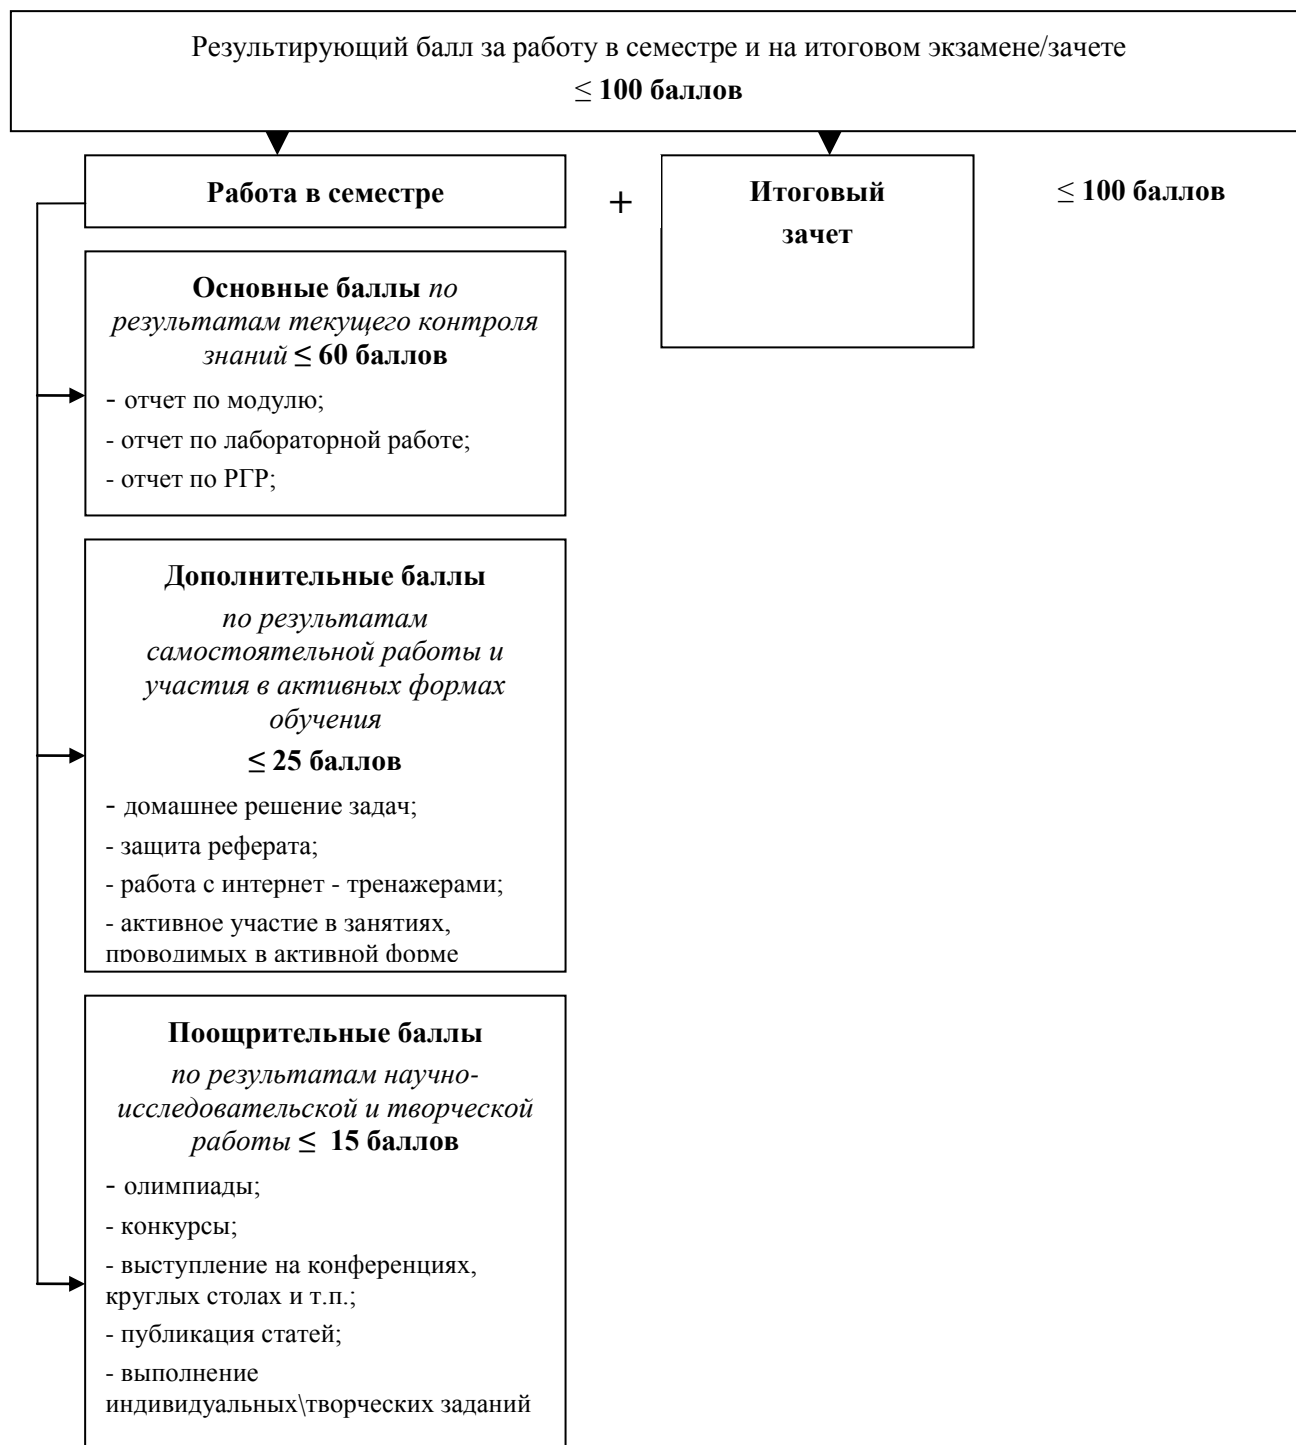 Результирующий балл за работу в семестре и на итоговом экзамене/зачете
≤ 100 баллов
Работа в семестре
+
Итоговый
зачет
≤ 100 баллов
Основные баллы по
результатам текущего контроля
знаний ≤ 60 баллов
- отчет по модулю;
- отчет по лабораторной работе;
- отчет по РГР;
Дополнительные баллы
по результатам
самостоятельной работы и
участия в активных формах
обучения
≤ 25 баллов
- домашнее решение задач;
- защита реферата;
- работа с интернет - тренажерами;
- активное участие в занятиях,
проводимых в активной форме
Поощрительные баллы
по результатам научно-
исследовательской и творческой
работы ≤ 15 баллов
- олимпиады;
- конкурсы;
- выступление на конференциях,
круглых столах и т.п.;
- публикация статей;
- выполнение
индивидуальных\творческих заданий